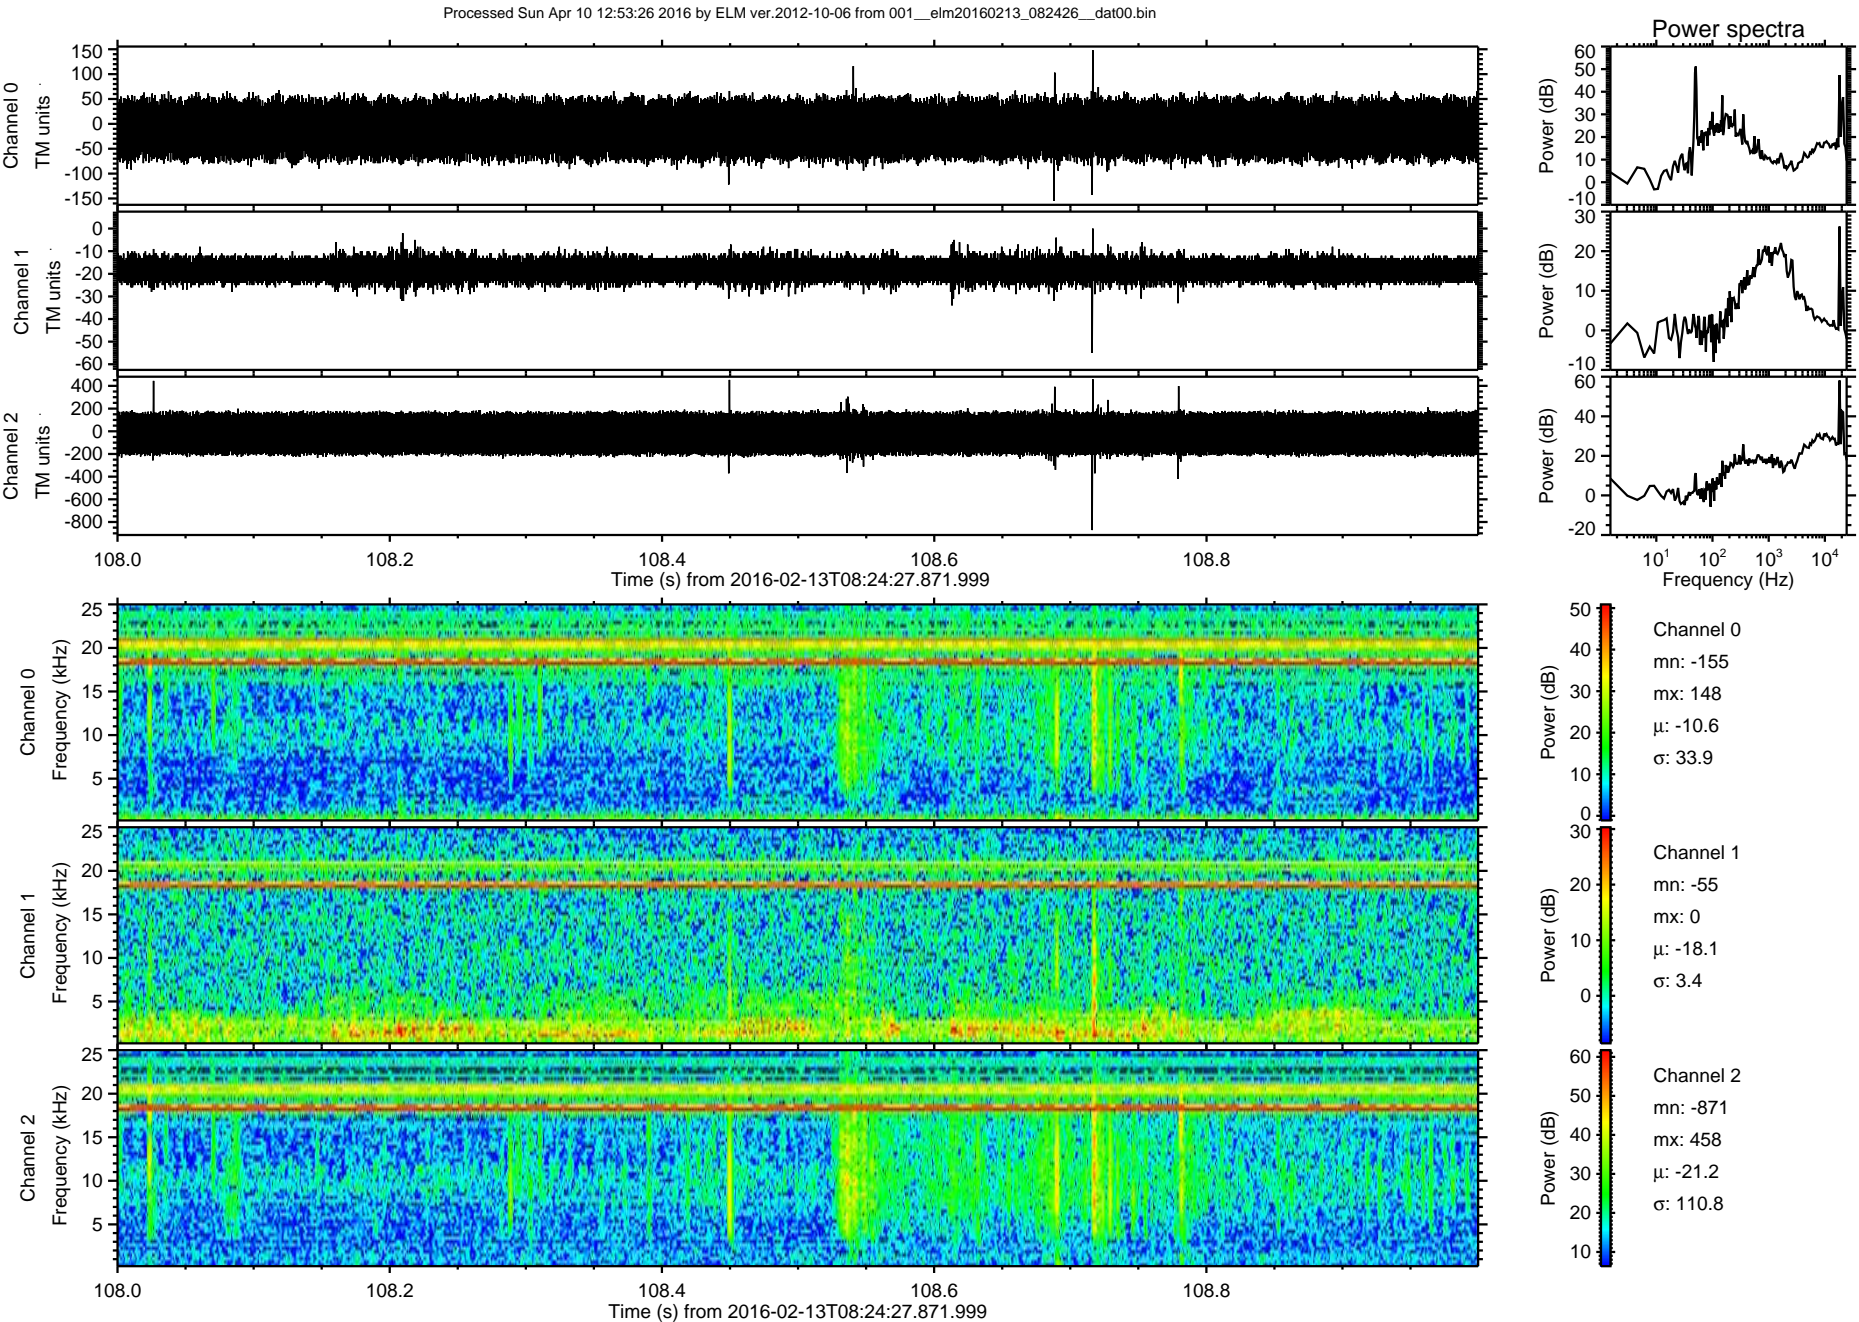 Processed Sun Apr 10 12:53:26 2016 by ELM ver.2012-10-06 from 001__elm20160213_082426__dat00.bin
Power spectra
Channel 0
TM units
150
100
50
0
-50
-100
-150
Power (dB)
60
50
40
30
20
10
0
-10
Channel 1
TM units
0
-10
-20
-30
-40
-50
-60
Power (dB)
30
20
10
0
-10
Channel 2
TM units
400
200
0
-200
-400
-600
-800
Power (dB)
60
40
20
0
-20
108.0 108.2 108.4 108.6 108.8
Time (s) from 2016-02-13T08:24:27.871.999
10^1 10^2 10^3 10^4
Frequency (Hz)
Channel 0
Frequency (kHz)
25
20
15
10
5
Power (dB)
50
40
30
20
10
0
Channel 0
mn: -155
mx: 148
μ: -10.6
σ: 33.9
Channel 1
Frequency (kHz)
25
20
15
10
5
Power (dB)
30
20
10
0
Channel 1
mn: -55
mx: 0
μ: -18.1
σ: 3.4
Channel 2
Frequency (kHz)
25
20
15
10
5
Power (dB)
60
50
40
30
20
10
Channel 2
mn: -871
mx: 458
μ: -21.2
σ: 110.8
108.0 108.2 108.4 108.6 108.8
Time (s) from 2016-02-13T08:24:27.871.999